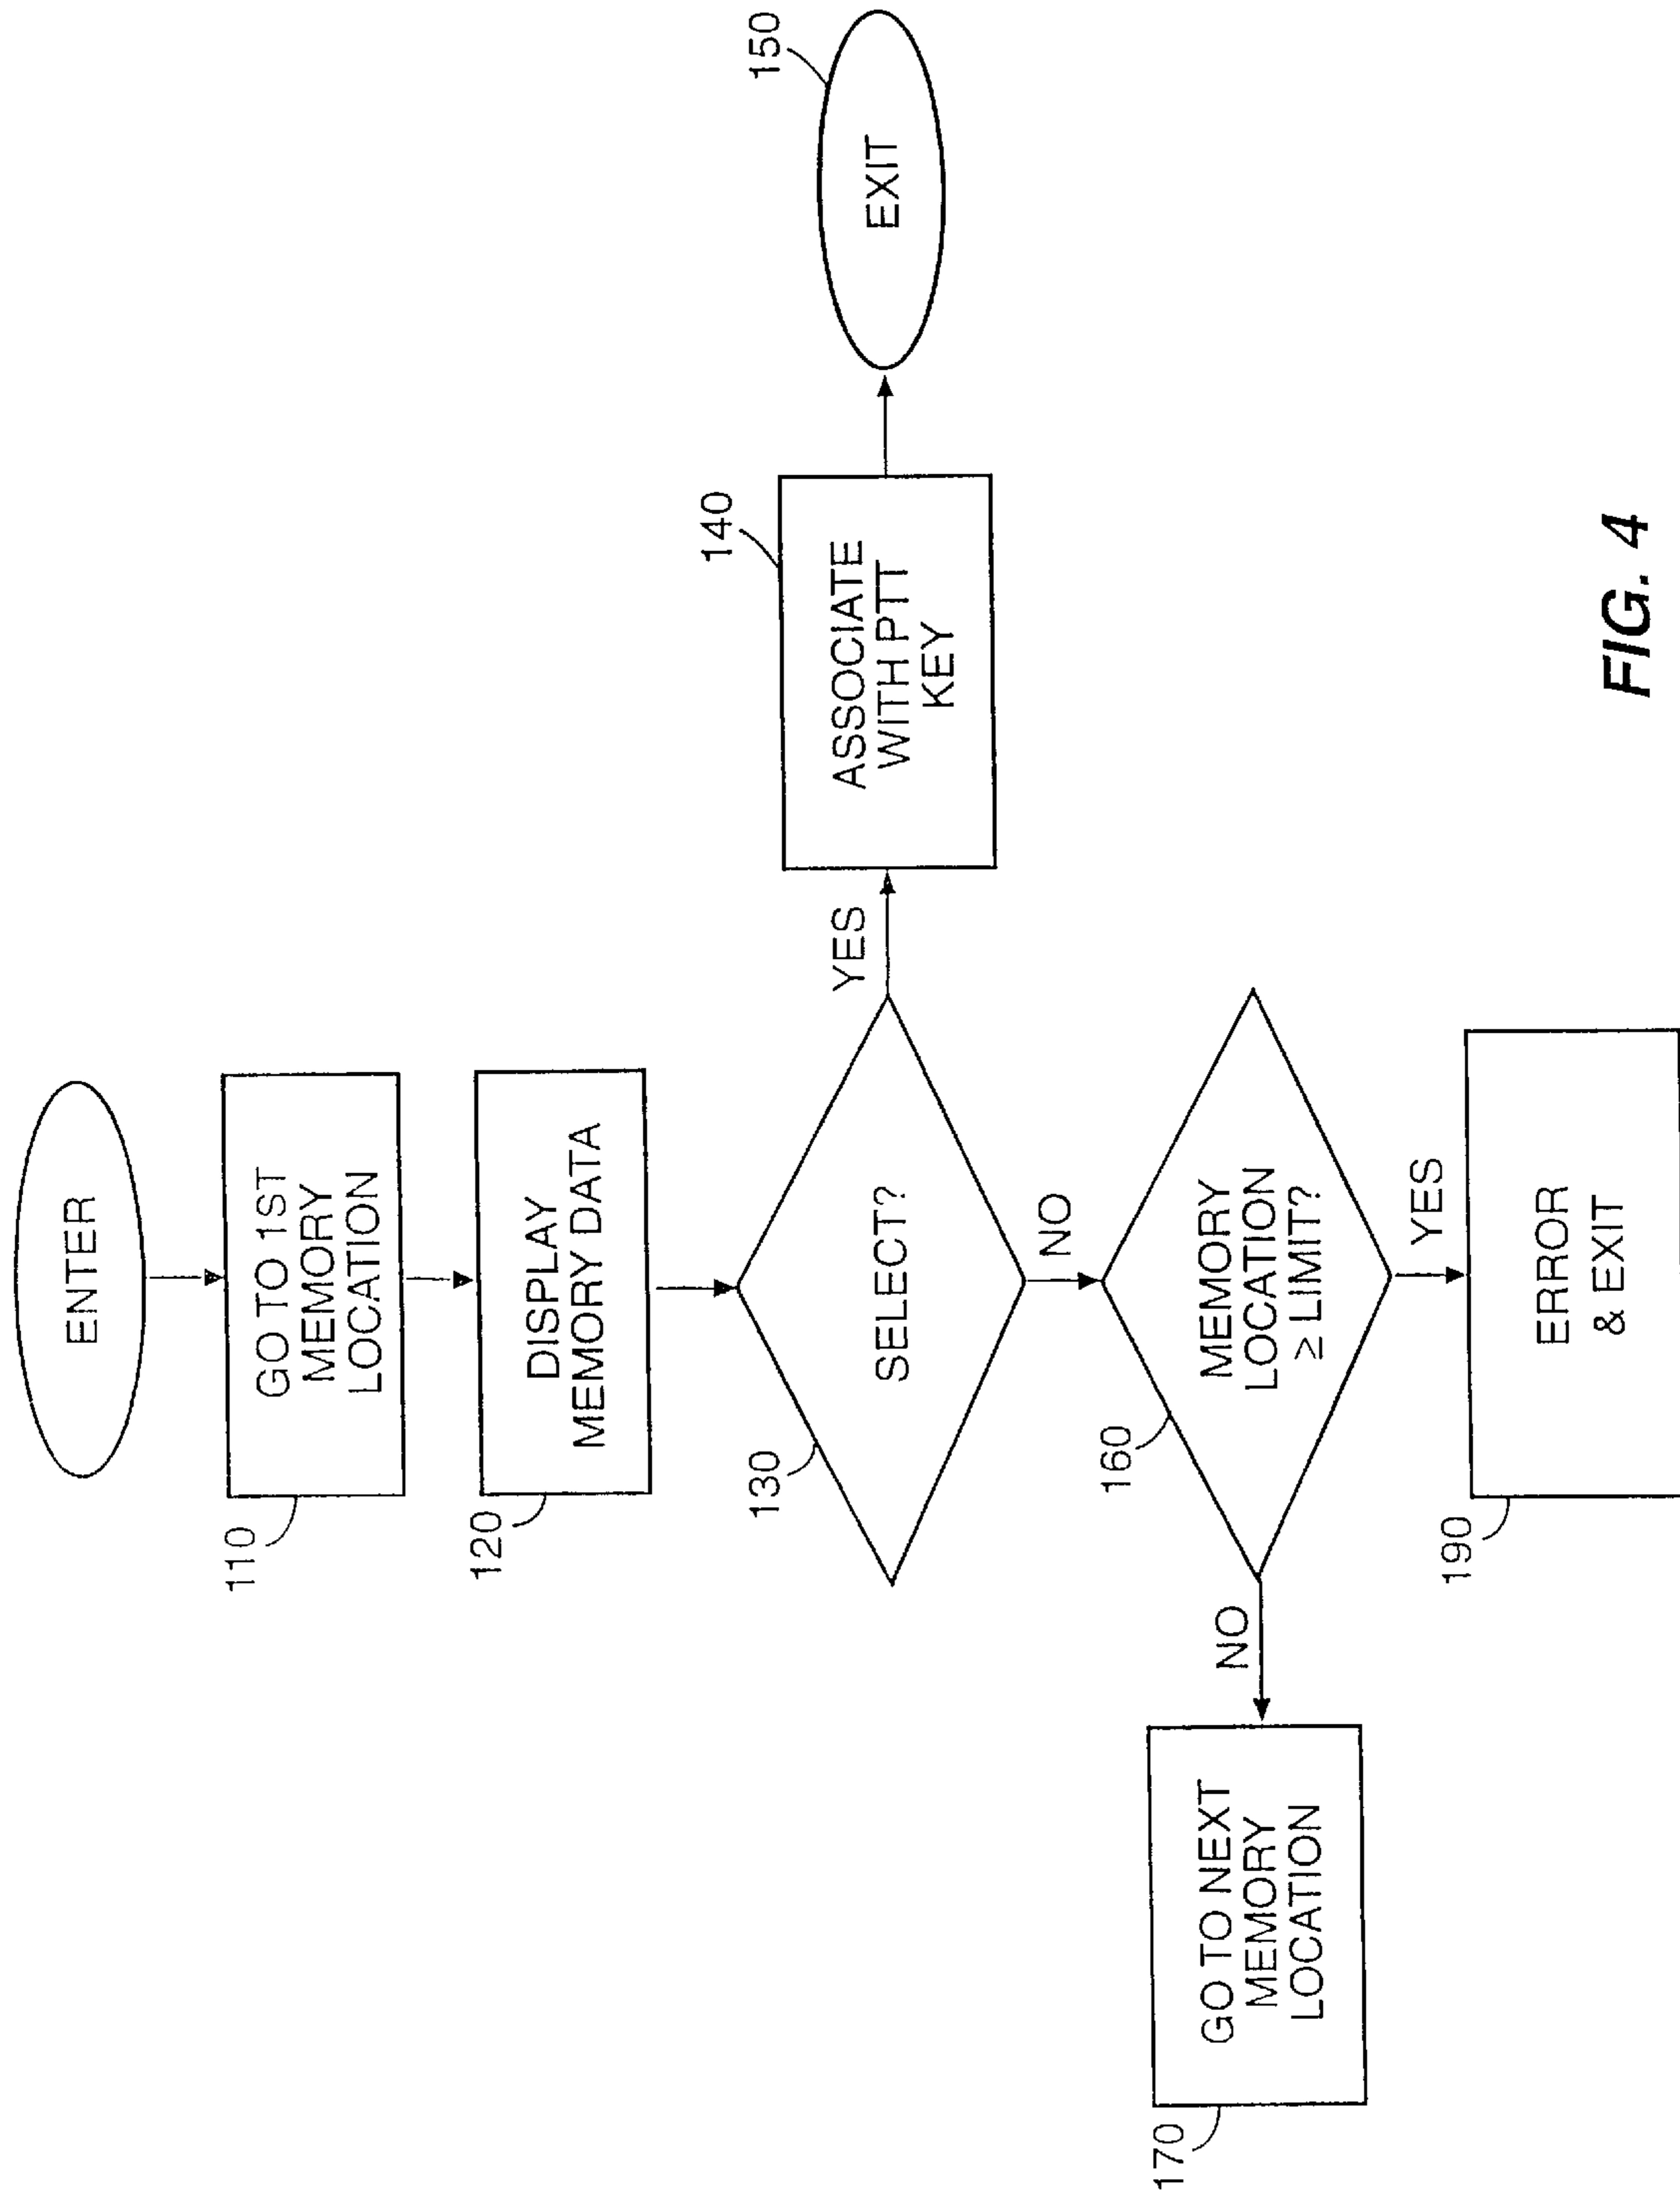 ENTER
110
GO TO 1ST
MEMORY
LOCATION
120
DISPLAY
MEMORY DATA
130
SELECT?
YES
140
ASSOCIATE
WITH PTT
KEY
150
EXIT
NO
160
MEMORY
LOCATION
≥ LIMIT?
NO
170
GO TO NEXT
MEMORY
LOCATION
YES
190
ERROR
& EXIT
FIG. 4